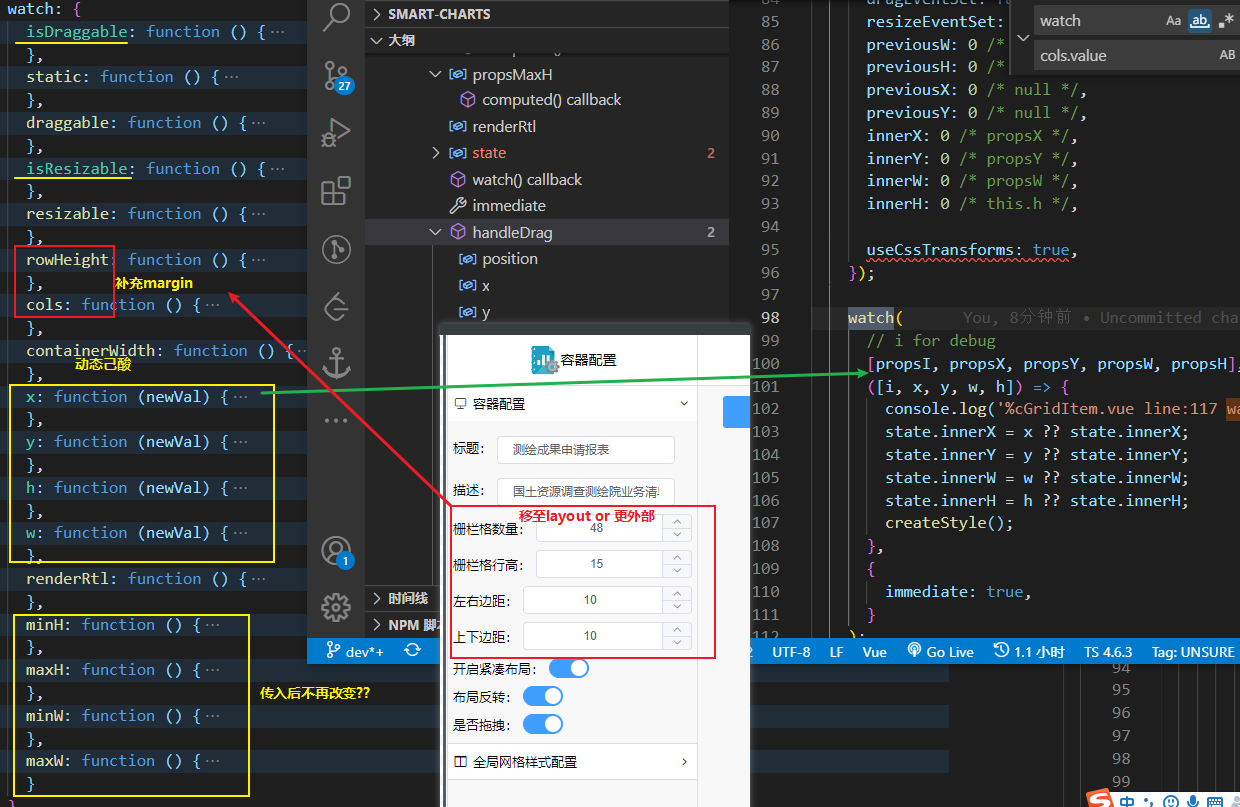 watch: {
isDraggable: function () { ···
},
static: function () { ···
},
draggable: function () { ···
},
isResizable: function () { ···
},
resizable: function () { ···
},
rowHeight: function () { ···
},
补充margin
cols: function () { ···
},
containerWidth: function () { ···
动态己酸
},
x: function (newVal) { ···
},
y: function (newVal) { ···
},
h: function (newVal) { ···
},
w: function (newVal) { ···
},
renderRtl: function () { ···
},
minH: function () { ···
},
maxH: function () { ···
},
传入后不再改变??
minW: function () { ···
},
maxW: function () { ···
}
27
1
SMART-CHARTS
大纲
propsMaxH
computed() callback
renderRtl
state 2
watch() callback
immediate
handleDrag 2
position
x
y
时间线
NPM 脚本
容器配置
容器配置
标题: 测绘成果申请报表
描述: 国土资源调查测绘院业务清
移至layout or 更外部
栅栏格数量: 48
栅栏格行高: 15
左右边距: 10
上下边距: 10
开启紧凑布局:
布局反转:
是否拖拽:
全局网格样式配置
watch Aa ab
cols.value AB
85 resizeEventSet:
86 previousW: 0 /*
87 previousH: 0 /*
88 previousX: 0 /* null */,
89 previousY: 0 /* null */,
90 innerX: 0 /* propsX */,
91 innerY: 0 /* propsY */,
92 innerW: 0 /* propsW */,
93 innerH: 0 /* this.h */,
94
95 useCssTransforms: true,
96 });
97
98 watch( You, 8分钟前 • Uncommitted cha
99 // i for debug
100 [propsI, propsX, propsY, propsW, propsH],
101 ([i, x, y, w, h]) => {
102 console.log('%cGridItem.vue line:117 wa
103 state.innerX = x ?? state.innerX;
104 state.innerY = y ?? state.innerY;
105 state.innerW = w ?? state.innerW;
106 state.innerH = h ?? state.innerH;
107 createStyle();
108 },
109 {
110 immediate: true,
111 }
112 );
dev*+
2 UTF-8 LF Vue Go Live 1.1 小时 TS 4.6.3 Tag: UNSURE
94
95
96
97
98
99
94
95
96
97
98
99
S 中